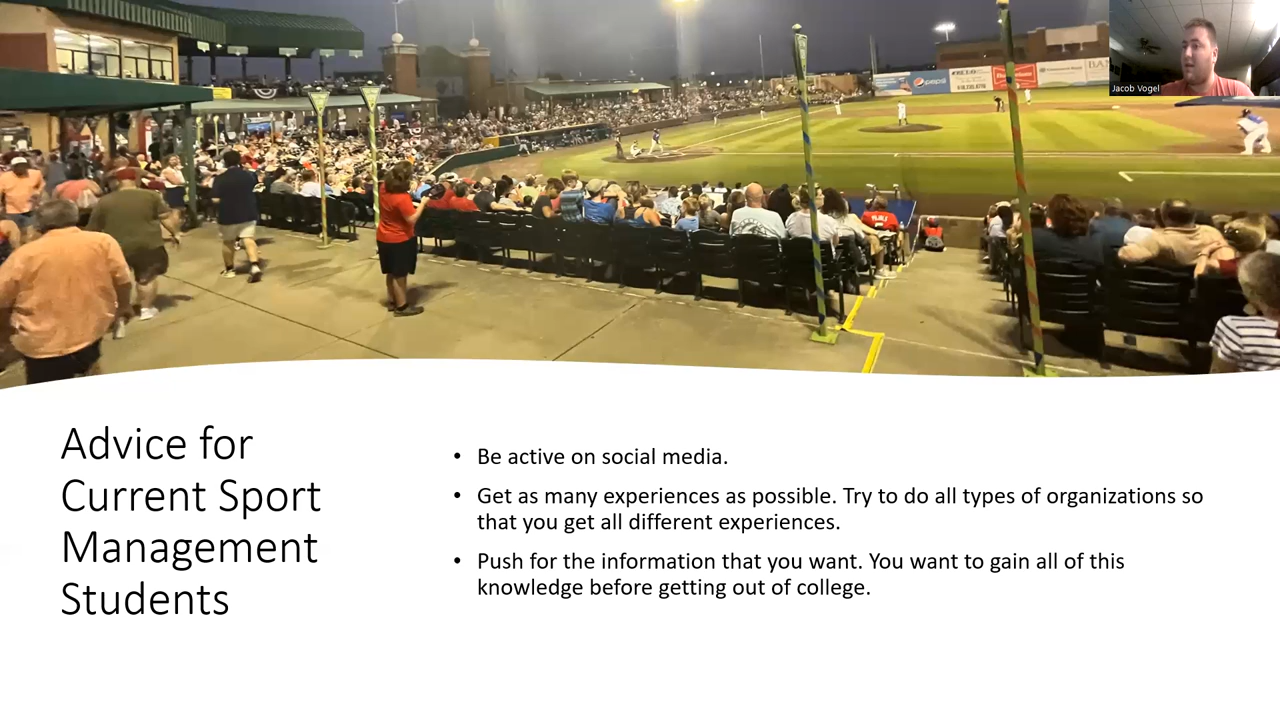 pepsi
Jacob Vogel
Advice for
Current Sport
Management
Students
• Be active on social media.
• Get as many experiences as possible. Try to do all types of organizations so
that you get all different experiences.
• Push for the information that you want. You want to gain all of this
knowledge before getting out of college.